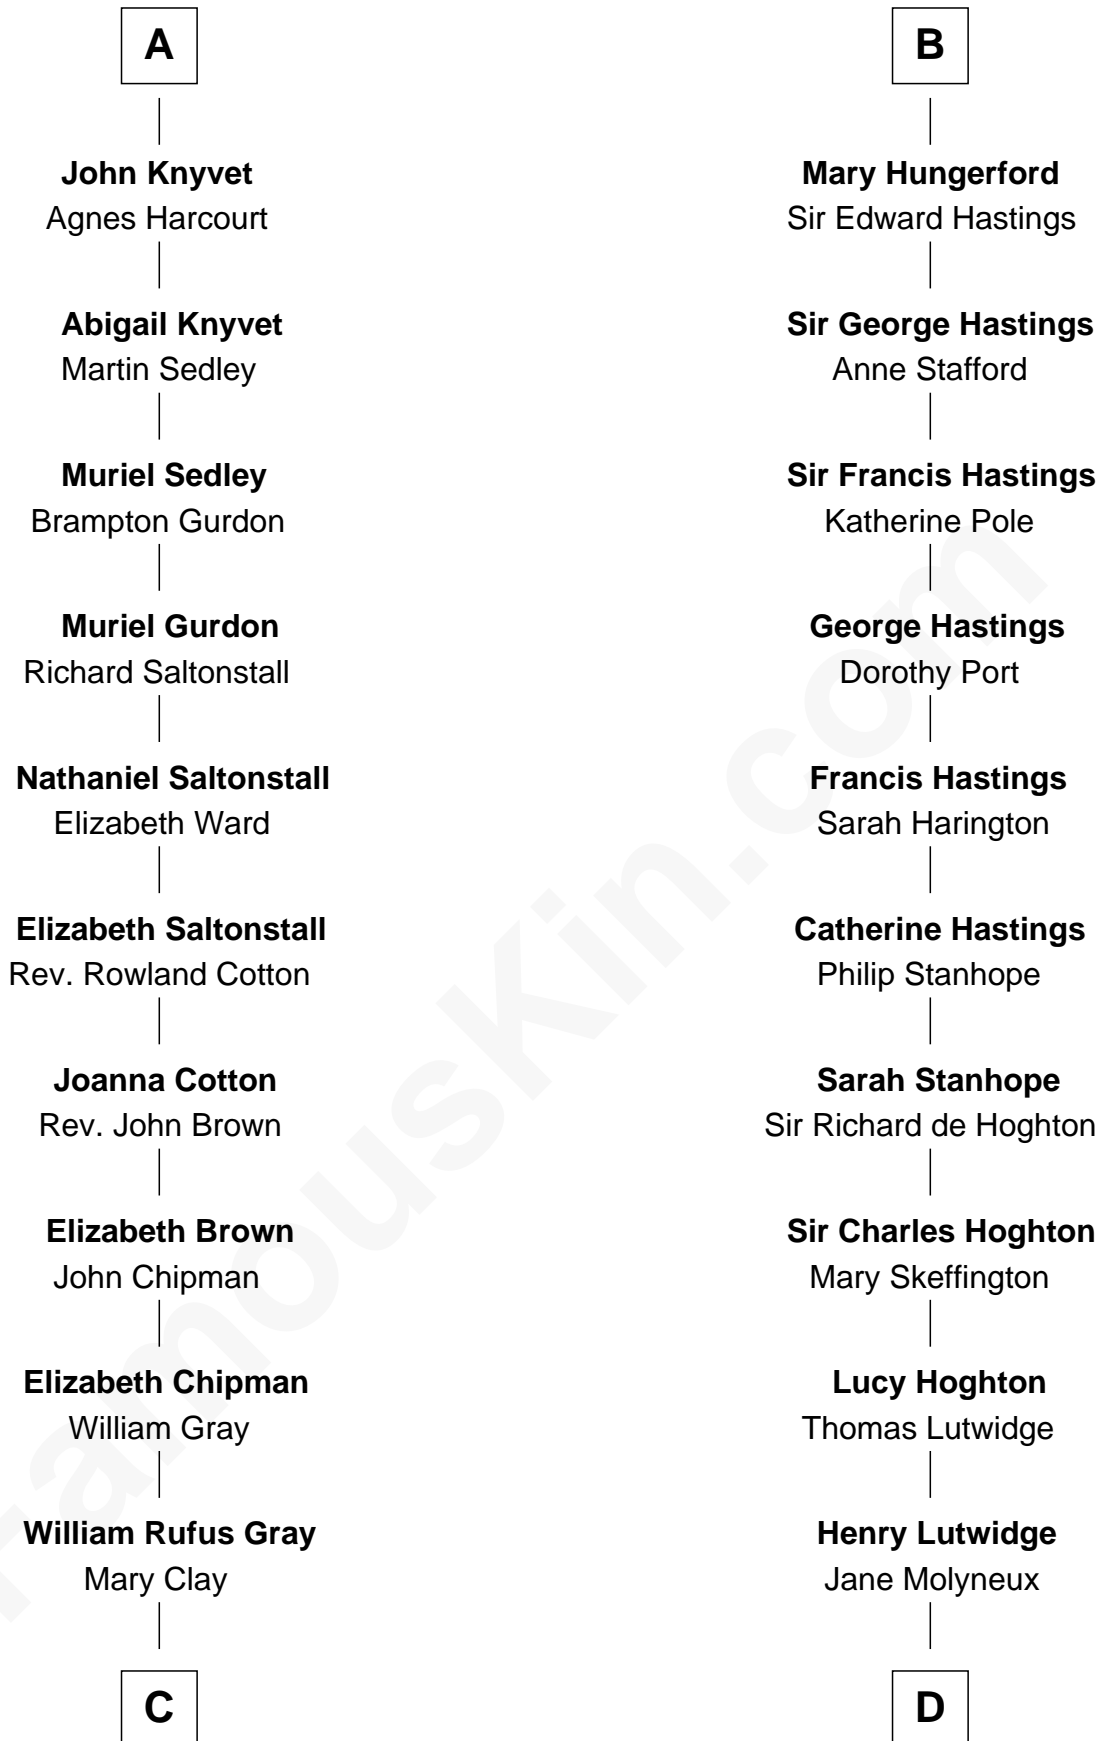 A
John Knyvet
Agnes Harcourt
Abigail Knyvet
Martin Sedley
Muriel Sedley
Brampton Gurdon
Muriel Gurdon
Richard Saltonstall
Nathaniel Saltonstall
Elizabeth Ward
Elizabeth Saltonstall
Rev. Rowland Cotton
Joanna Cotton
Rev. John Brown
Elizabeth Brown
John Chipman
Elizabeth Chipman
William Gray
William Rufus Gray
Mary Clay
C
B
Mary Hungerford
Sir Edward Hastings
Sir George Hastings
Anne Stafford
Sir Francis Hastings
Katherine Pole
George Hastings
Dorothy Port
Francis Hastings
Sarah Harington
Catherine Hastings
Philip Stanhope
Sarah Stanhope
Sir Richard de Hoghton
Sir Charles Hoghton
Mary Skeffington
Lucy Hoghton
Thomas Lutwidge
Henry Lutwidge
Jane Molyneux
D
FamousKin.com